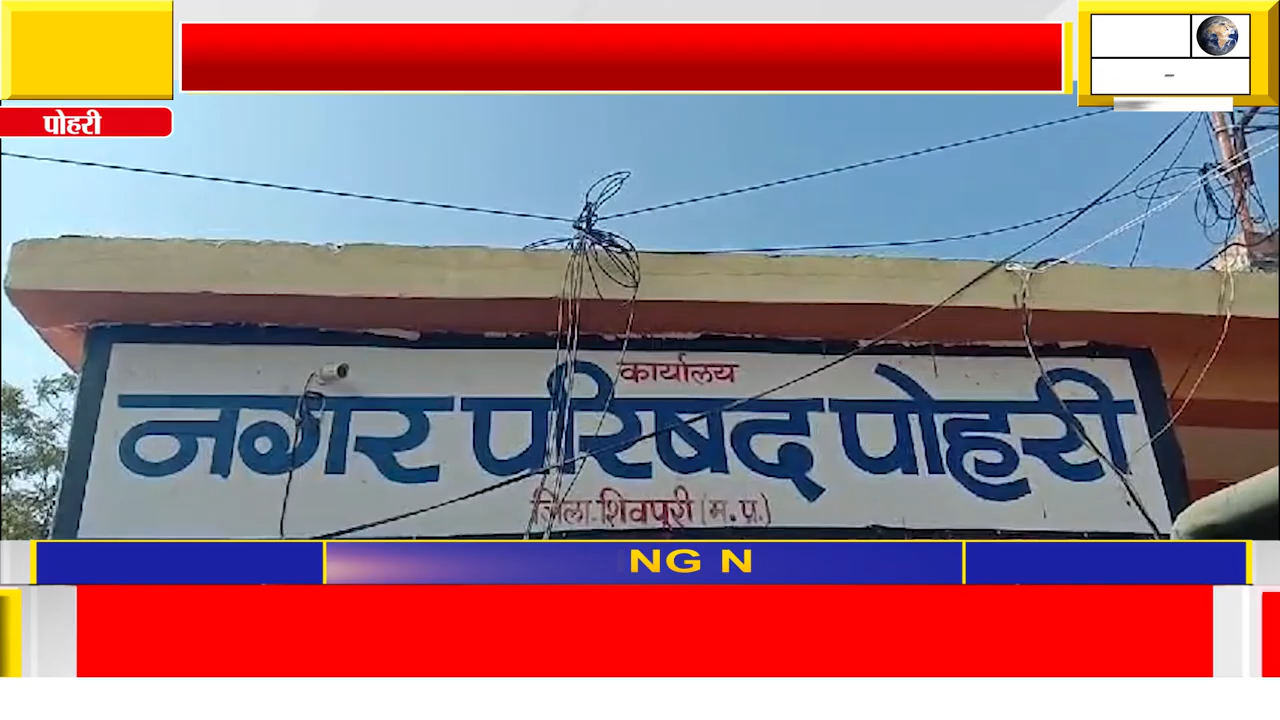 पोहरी
कार्यालय
नगर परिषद पोहरी
जिला.शिवपूरी (म.प्र.)
NG N